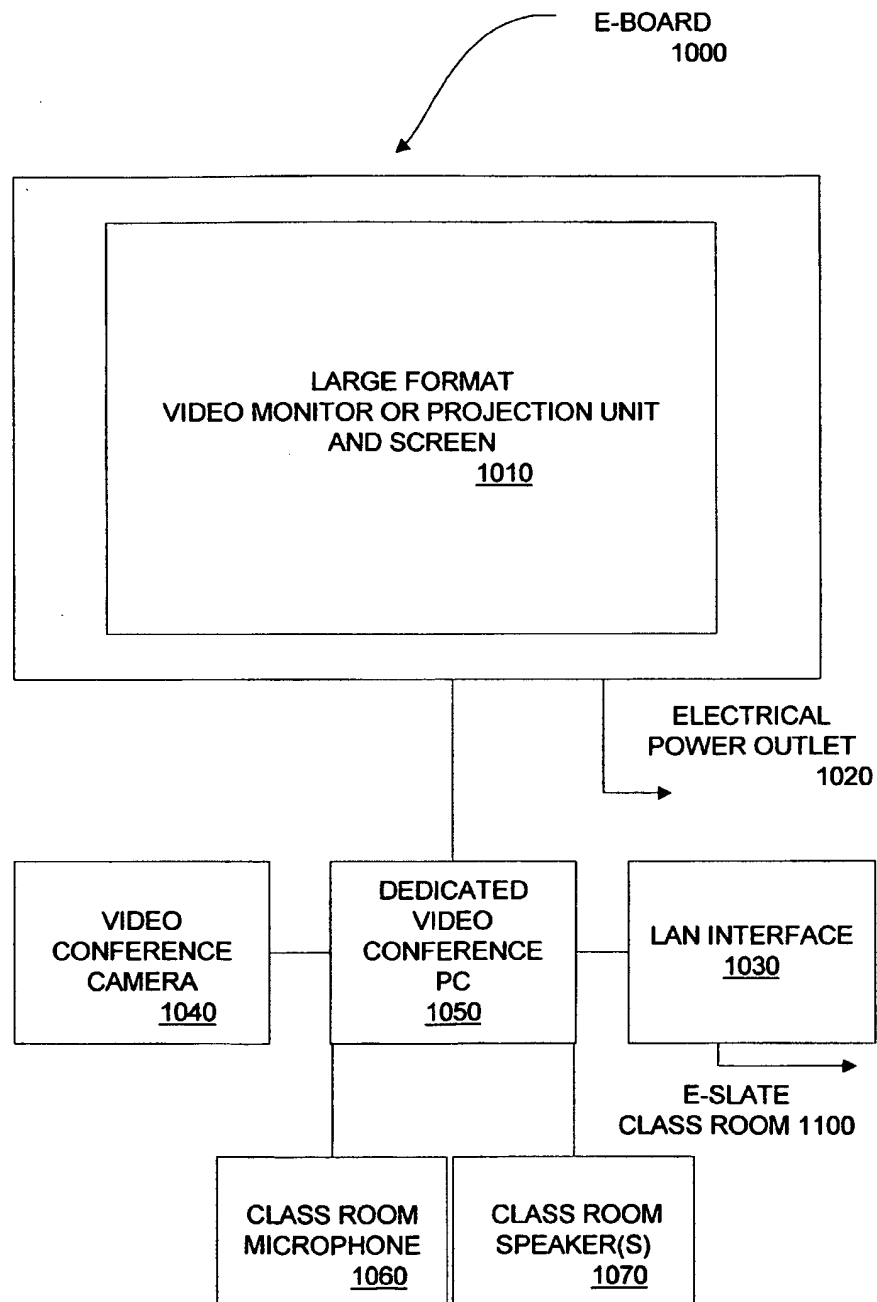 E-BOARD
1000
LARGE FORMAT
VIDEO MONITOR OR PROJECTION UNIT
AND SCREEN
1010
ELECTRICAL
POWER OUTLET
1020
VIDEO
CONFERENCE
CAMERA
1040
DEDICATED
VIDEO
CONFERENCE
PC
1050
LAN INTERFACE
1030
E-SLATE
CLASS ROOM 1100
CLASS ROOM
MICROPHONE
1060
CLASS ROOM
SPEAKER(S)
1070